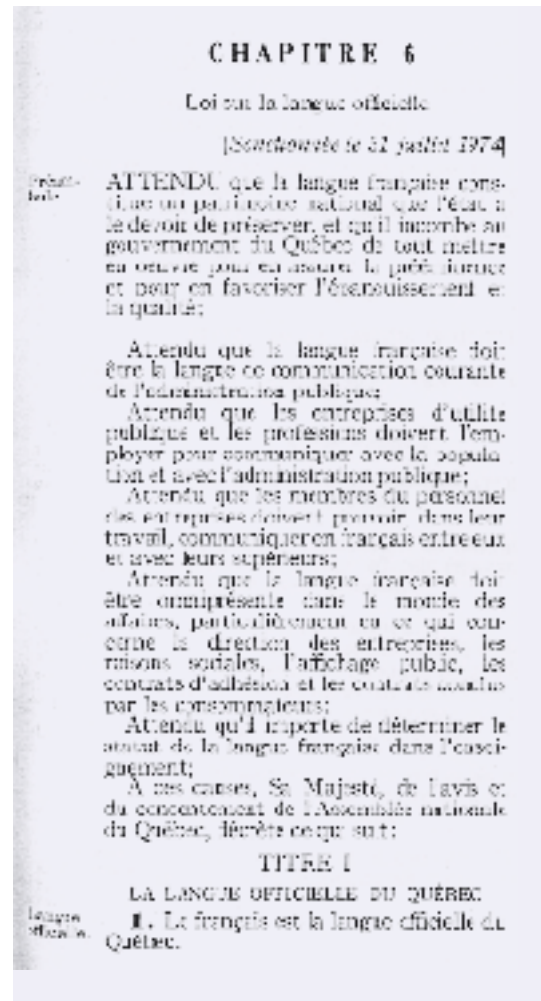 CHAPITRE 6
Loi sur la langue officielle
[Sanctionnée le 31 juillet 1974]
Préam-
bule.
ATTENDU que la langue française cons-
titue un patrimoine national que l'état a
le devoir de préserver, et qu'il incombe au
gouvernement du Québec de tout mettre
en œuvre pour en assurer la prééminence
et pour en favoriser l'épanouissement et
la qualité;
Attendu que la langue française doit
être la langue de communication courante
de l'administration publique;
Attendu que les entreprises d'utilité
publique et les professions doivent l'em-
ployer pour communiquer avec la popula-
tion et avec l'administration publique;
Attendu que les membres du personnel
des entreprises doivent pouvoir, dans leur
travail, communiquer en français entre eux
et avec leurs supérieurs;
Attendu que la langue française doit
être omniprésente dans le monde des
affaires, particulièrement en ce qui con-
cerne la direction des entreprises, les
raisons sociales, l'affichage public, les
contrats d'adhésion et les contrats conclus
par les consommateurs;
Attendu qu'il importe de déterminer le
statut de la langue française dans l'ensei-
gnement;
À ces causes, Sa Majesté, de l'avis et
du consentement de l'Assemblée nationale
du Québec, décrète ce qui suit:
TITRE I
LA LANGUE OFFICIELLE DU QUÉBEC
Langue
officielle.
1. Le français est la langue officielle du
Québec.